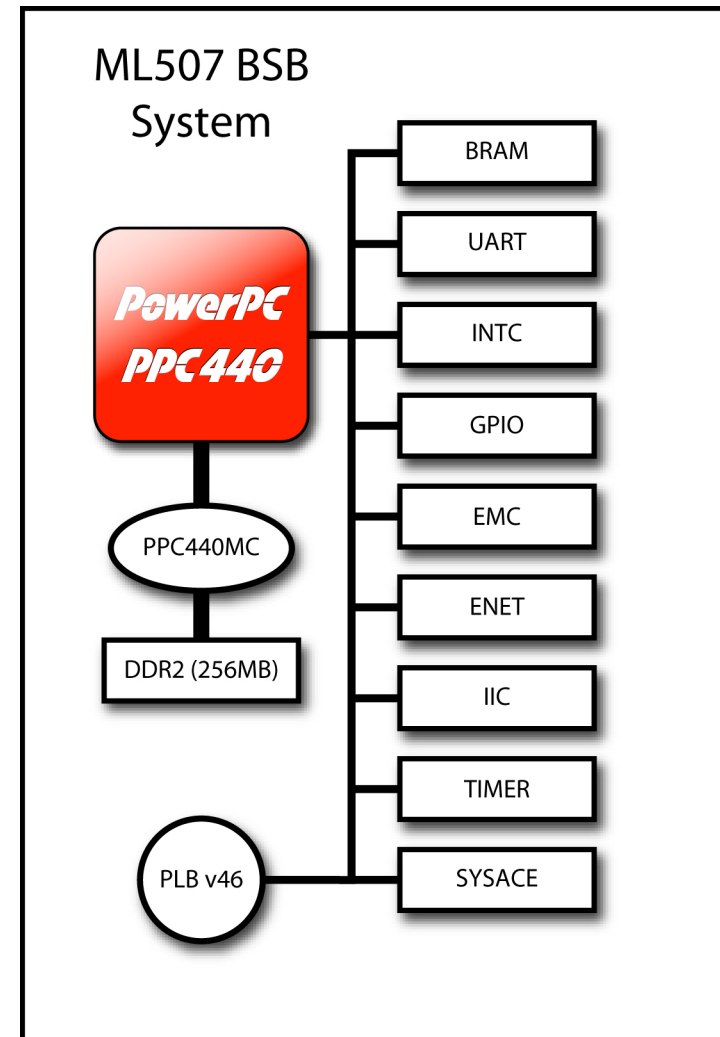 ML507 BSB
System
PowerPC
PPC440
PPC440MC
DDR2 (256MB)
PLB v46
BRAM
UART
INTC
GPIO
EMC
ENET
IIC
TIMER
SYSACE